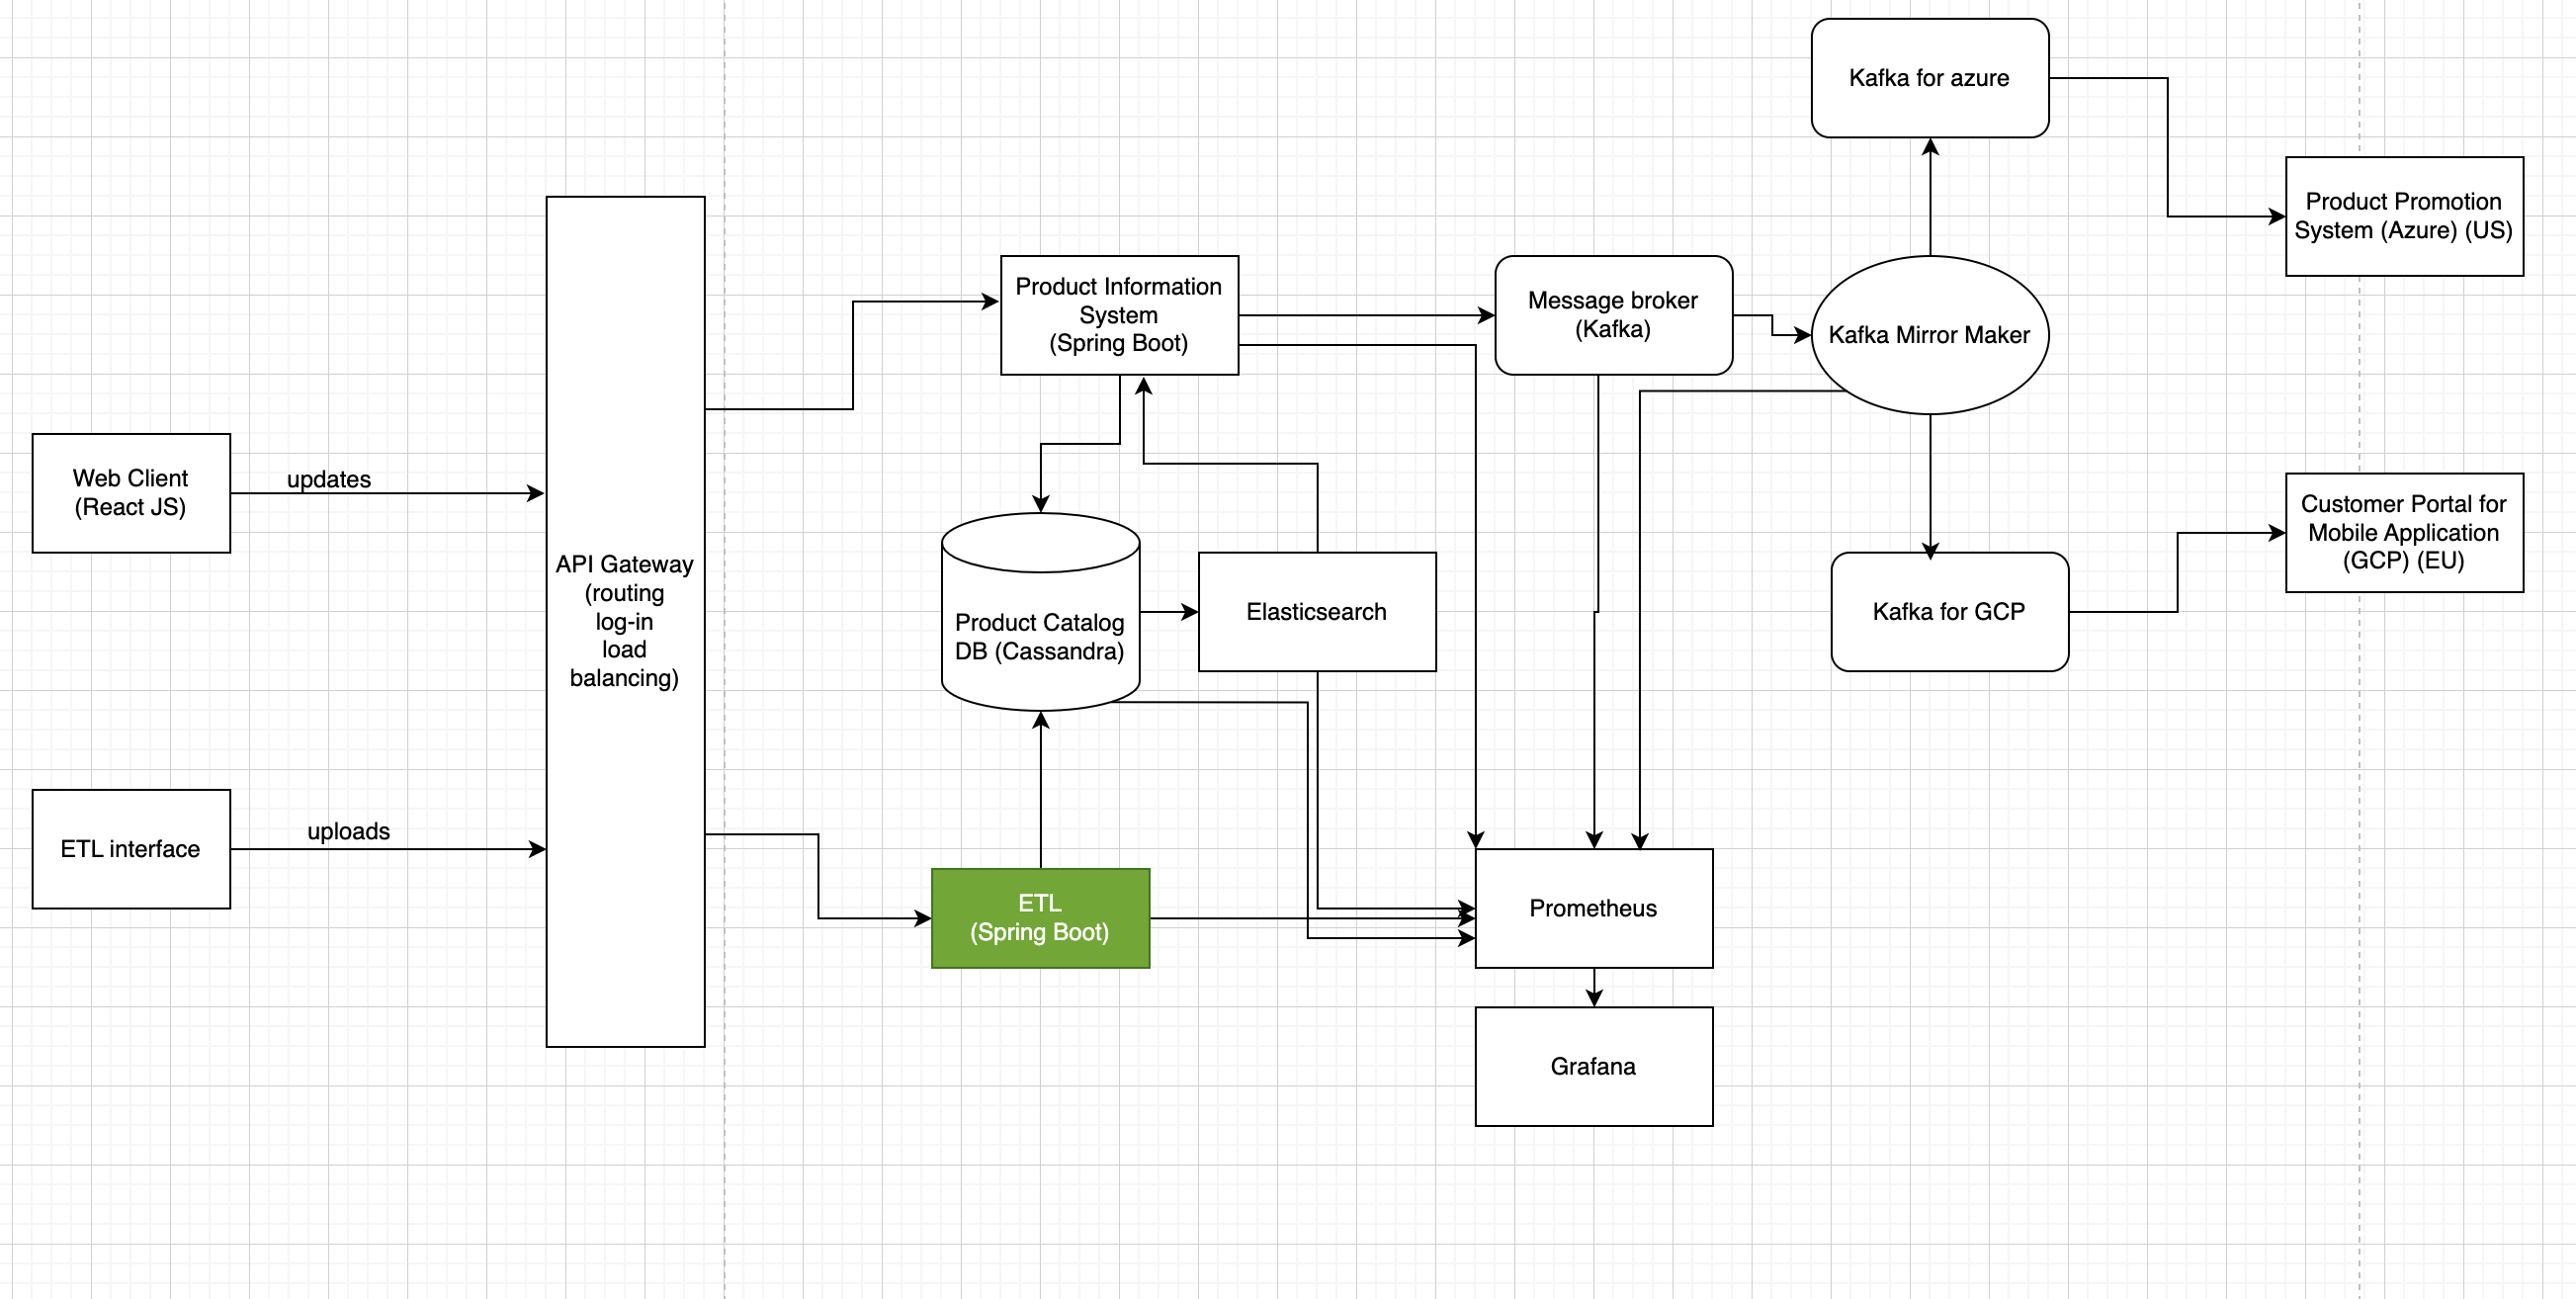 Kafka for azure
Product Promotion
System (Azure) (US)
Product Information
System
(Spring Boot)
Message broker
(Kafka)
Kafka Mirror Maker
Web Client
(React JS)
updates
Customer Portal for
Mobile Application
(GCP) (EU)
API Gateway
(routing
log-in
load
balancing)
Product Catalog
DB (Cassandra)
Elasticsearch
Kafka for GCP
ETL interface
uploads
ETL
(Spring Boot)
Prometheus
Grafana